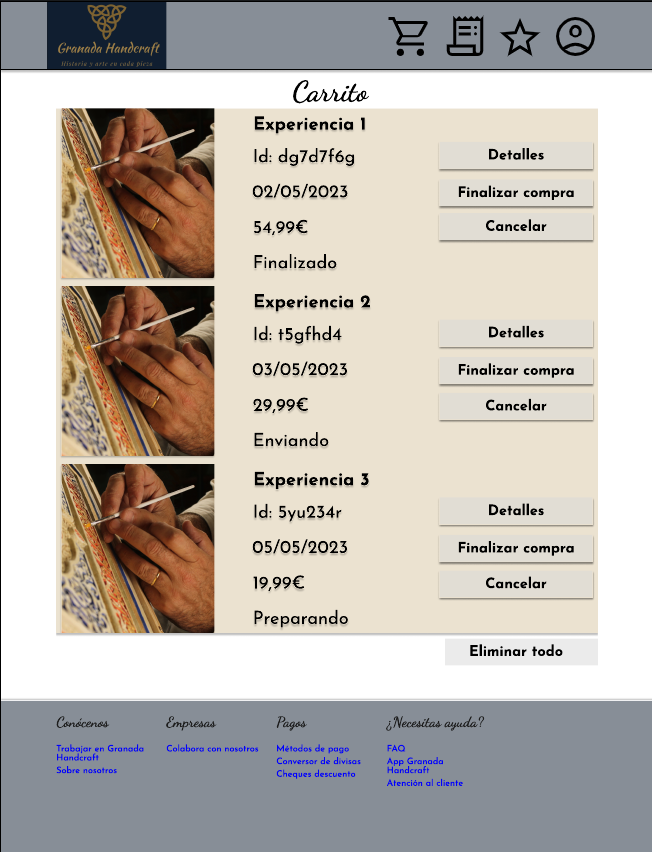 Granada Handcraft
Historia y arte en cada pieza
Carrito
Experiencia 1
Id: dg7d7f6g
02/05/2023
54,99€
Finalizado
Detalles
Finalizar compra
Cancelar
Experiencia 2
Id: t5gfhd4
03/05/2023
29,99€
Enviando
Detalles
Finalizar compra
Cancelar
Experiencia 3
Id: 5yu234r
05/05/2023
19,99€
Preparando
Detalles
Finalizar compra
Cancelar
Eliminar todo
Conócenos
Trabajar en Granada
Handcraft
Sobre nosotros
Empresas
Colabora con nosotros
Pagos
Métodos de pago
Conversor de divisas
Cheques descuento
¿Necesitas ayuda?
FAQ
App Granada
Handcraft
Atención al cliente